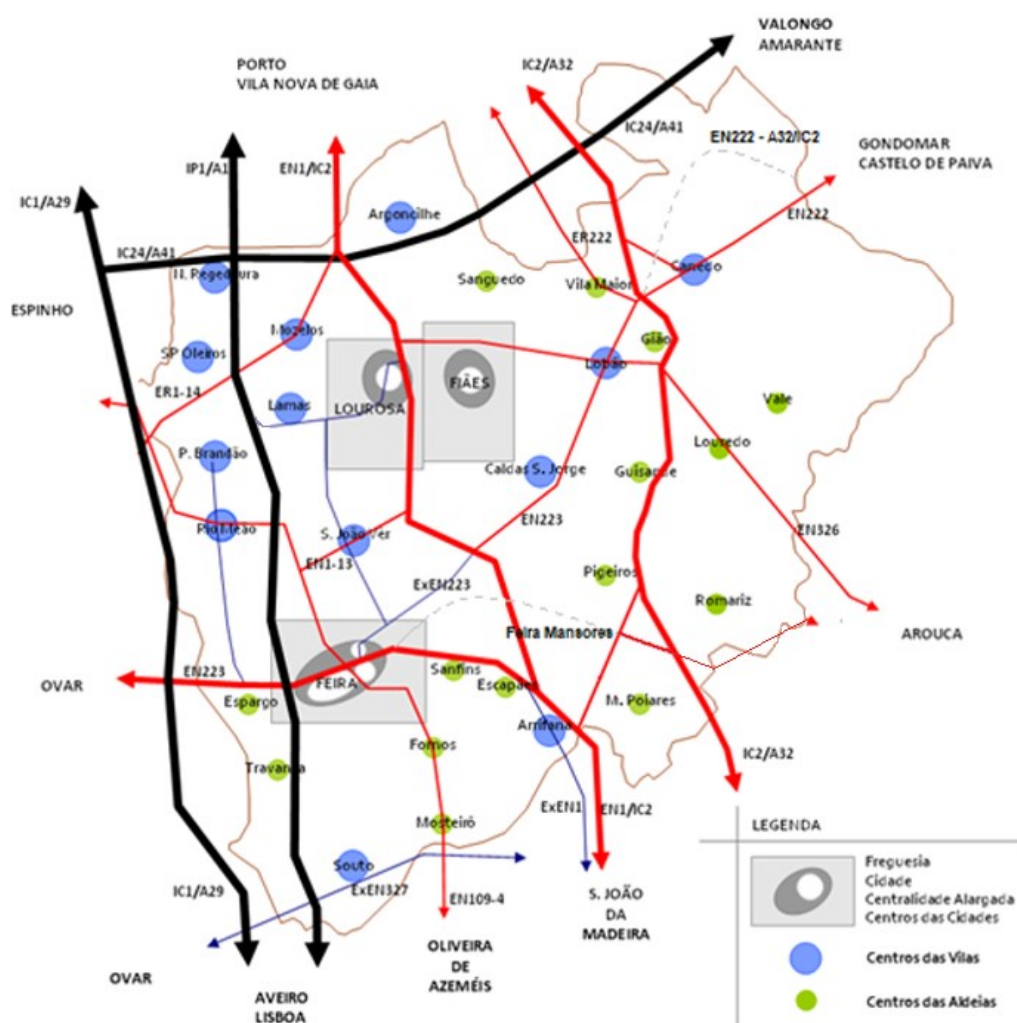 VALONGO
AMARANTE
PORTO
VILA NOVA DE GAIA
IC2/A32
IC24/A41
EN222 - A32/IC2
GONDOMAR
CASTELO DE PAIVA
IP1/A1
EN1/IC2
IC1/A29
Argoncilhe
EN222
ER222
IC24/A41
N. Regedoura
Sanguedo
Vila Maior
Canedo
ESPINHO
Mozelos
SP Oleiros
Gião
Lobão
FIÃES
ER1-14
Lamas
LOUROSA
Vale
P. Brandão
Louredo
Caldas S. Jorge
Guisande
EN223
Rio Meão
S. João Ver
EN326
EN1-13
ExEN223
Pigeiros
Romariz
Feira Mansores
AROUCA
EN223
FEIRA
Sanfins
Escapães
OVAR
Espargo
M. Poiares
Arrifana
Fornos
IC2/A32
Travanca
ExEN1
EN1/IC2
Mosteirô
LEGENDA
Souto
Freguesia
Cidade
Centralidade Alargada
Centros das Cidades
IC1/A29
ExEN327
EN109-4
S. JOÃO
DA
MADEIRA
OLIVEIRA
DE
AZEMÉIS
Centros das Vilas
OVAR
AVEIRO
LISBOA
Centros das Aldeias